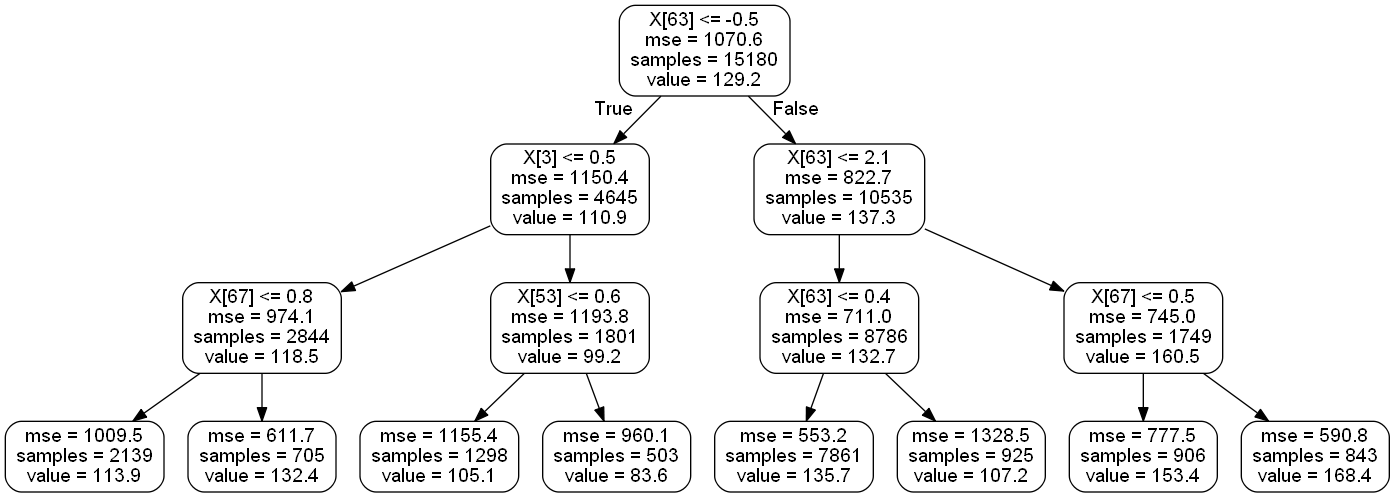 X[63] <= -0.5
mse = 1070.6
samples = 15180
value = 129.2
True
False
X[3] <= 0.5
mse = 1150.4
samples = 4645
value = 110.9
X[63] <= 2.1
mse = 822.7
samples = 10535
value = 137.3
X[67] <= 0.8
mse = 974.1
samples = 2844
value = 118.5
X[53] <= 0.6
mse = 1193.8
samples = 1801
value = 99.2
X[63] <= 0.4
mse = 711.0
samples = 8786
value = 132.7
X[67] <= 0.5
mse = 745.0
samples = 1749
value = 160.5
mse = 1009.5
samples = 2139
value = 113.9
mse = 611.7
samples = 705
value = 132.4
mse = 1155.4
samples = 1298
value = 105.1
mse = 960.1
samples = 503
value = 83.6
mse = 553.2
samples = 7861
value = 135.7
mse = 1328.5
samples = 925
value = 107.2
mse = 777.5
samples = 906
value = 153.4
mse = 590.8
samples = 843
value = 168.4